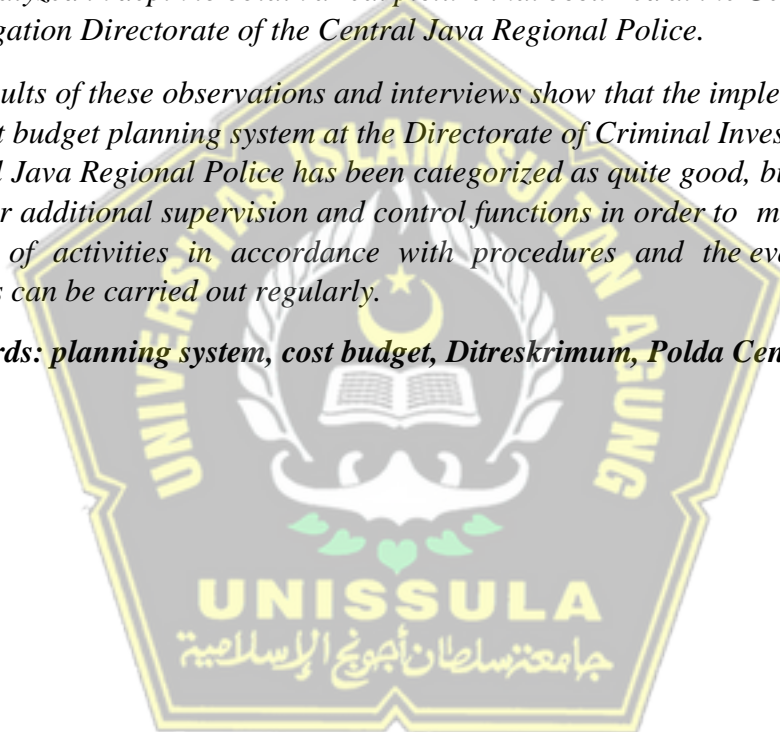 gation Directorate of the Central Java Regional Police.
ults of these observations and interviews show that the imple
t budget planning system at the Directorate of Criminal Inves
l Java Regional Police has been categorized as quite good, bu
r additional supervision and control functions in order to m
of activities in accordance with procedures and the ev
s can be carried out regularly.
rds: planning system, cost budget, Ditreskrimum, Polda Cen
UNIVERSITAS ISLAM SULTAN AGUNG
UNISSULA
جامعة سلطان أجونج الإسلامية